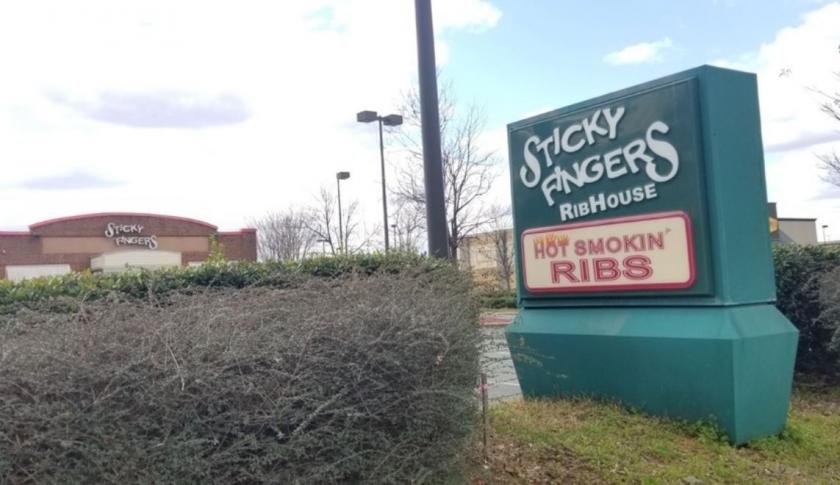 STICKY
FINGERS
STICKY
FINGERS
RIBHOUSE
HOT SMOKIN'
RIBS